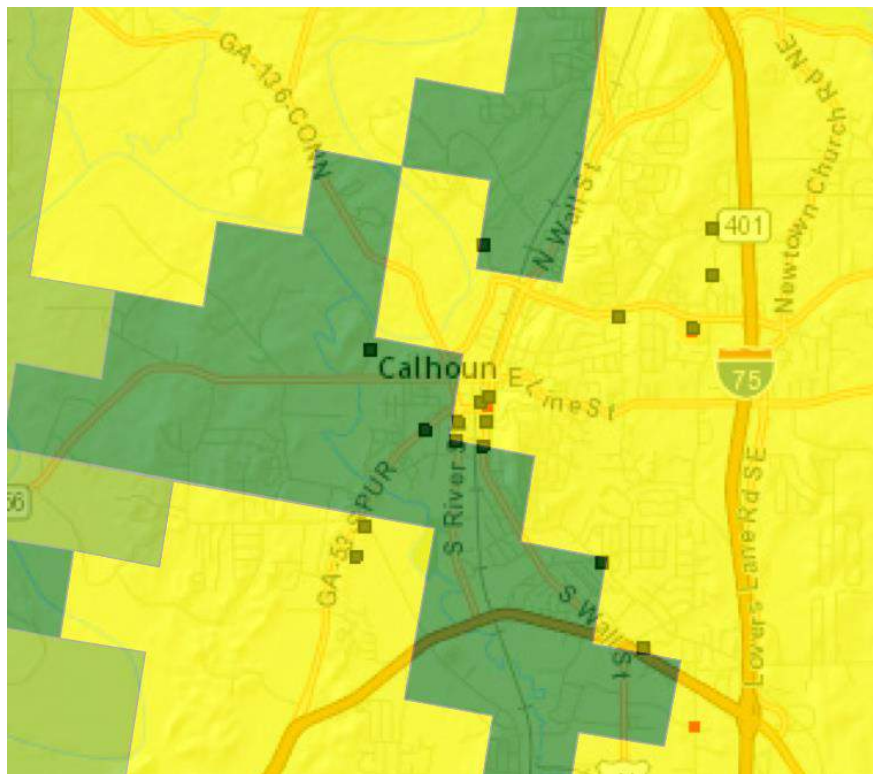 GA-136-CONN
Newtown Church Rd NE
401
N Wall St
Calhoun
E Line St
75
56
S River S
GA-53-SPUR
S Wall St
Lovers Lane Rd SE